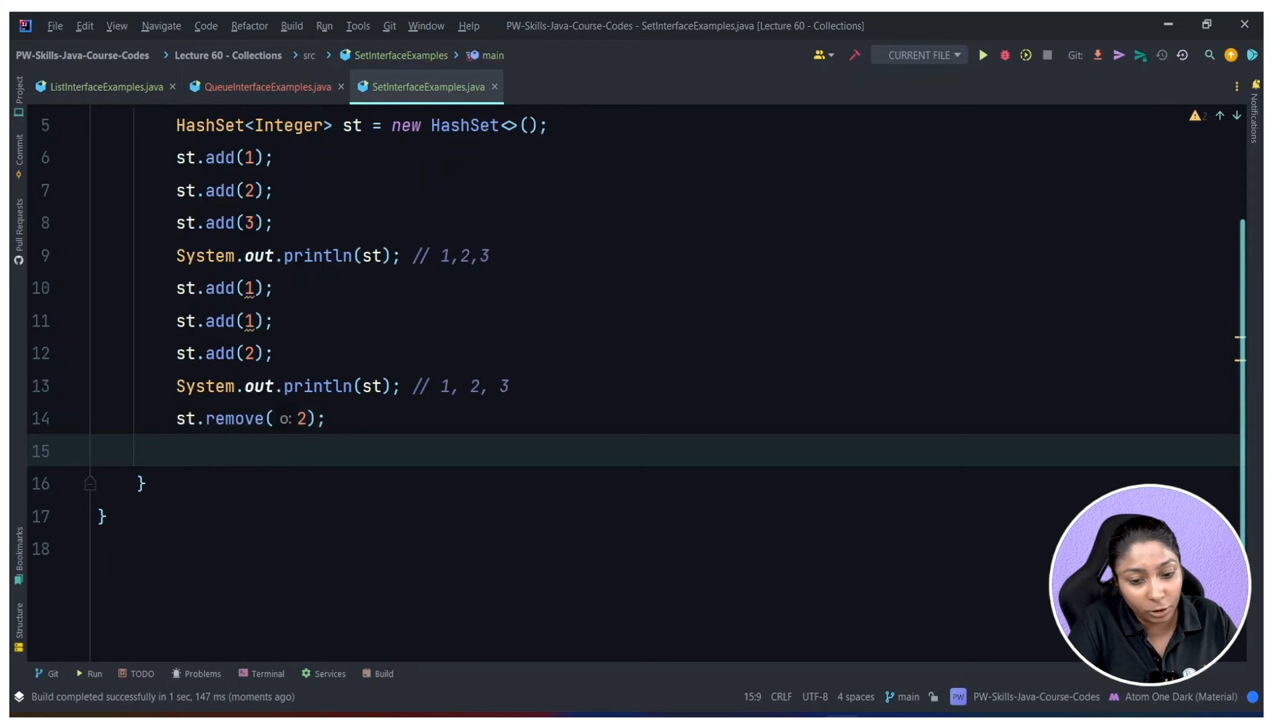 File Edit View Navigate Code Refactor Build Run Tools Git Window Help PW-Skills-Java-Course-Codes - SetInterfaceExamples.java [Lecture 60 - Collections]
PW-Skills-Java-Course-Codes > Lecture 60 - Collections > src > SetInterfaceExamples > main CURRENT FILE Git:
ListInterfaceExamples.java × QueueInterfaceExamples.java × SetInterfaceExamples.java ×
Project
Commit
Pull Requests
Bookmarks
Structure
Notifications
2
5 HashSet<Integer> st = new HashSet<>();
6 st.add(1);
7 st.add(2);
8 st.add(3);
9 System.out.println(st); // 1,2,3
10 st.add(1);
11 st.add(1);
12 st.add(2);
13 System.out.println(st); // 1, 2, 3
14 st.remove( o: 2);
15
16 }
17 }
18
Git Run TODO Problems Terminal Services Build
Build completed successfully in 1 sec, 147 ms (moments ago) 15:9 CRLF UTF-8 4 spaces main PW PW-Skills-Java-Course-Codes Atom One Dark (Material)